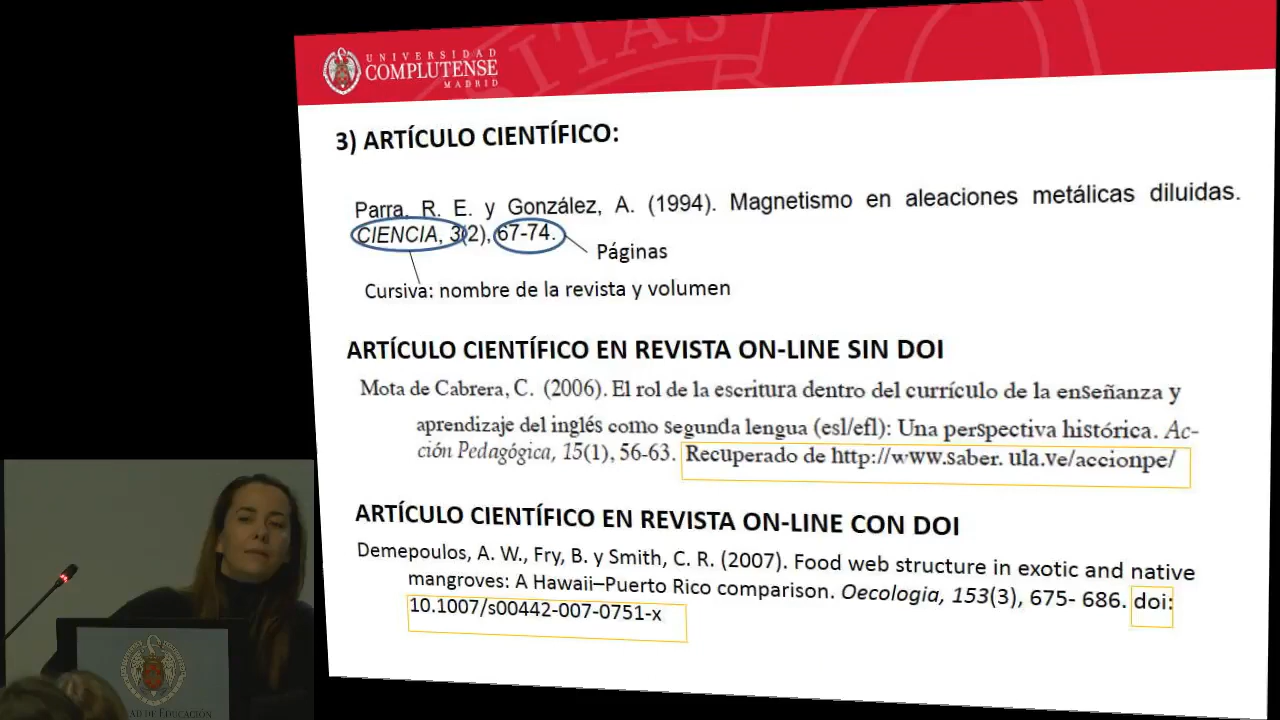 UNIVERSIDAD
COMPLUTENSE
MADRID
3) ARTÍCULO CIENTÍFICO:
Parra, R. E. y González, A. (1994). Magnetismo en aleaciones metálicas diluidas.
CIENCIA, 3(2), 67-74.
Páginas
Cursiva: nombre de la revista y volumen
ARTÍCULO CIENTÍFICO EN REVISTA ON-LINE SIN DOI
Mota de Cabrera, C. (2006). El rol de la escritura dentro del currículo de la enseñanza y
aprendizaje del inglés como segunda lengua (esl/efl): Una perspectiva histórica. Ac-
ción Pedagógica, 15(1), 56-63. Recuperado de http://www.saber. ula.ve/accionpe/
ARTÍCULO CIENTÍFICO EN REVISTA ON-LINE CON DOI
Demepoulos, A. W., Fry, B. y Smith, C. R. (2007). Food web structure in exotic and native
mangroves: A Hawaii–Puerto Rico comparison. Oecologia, 153(3), 675- 686. doi:
10.1007/s00442-007-0751-x
AD DE EDUCACIÓN